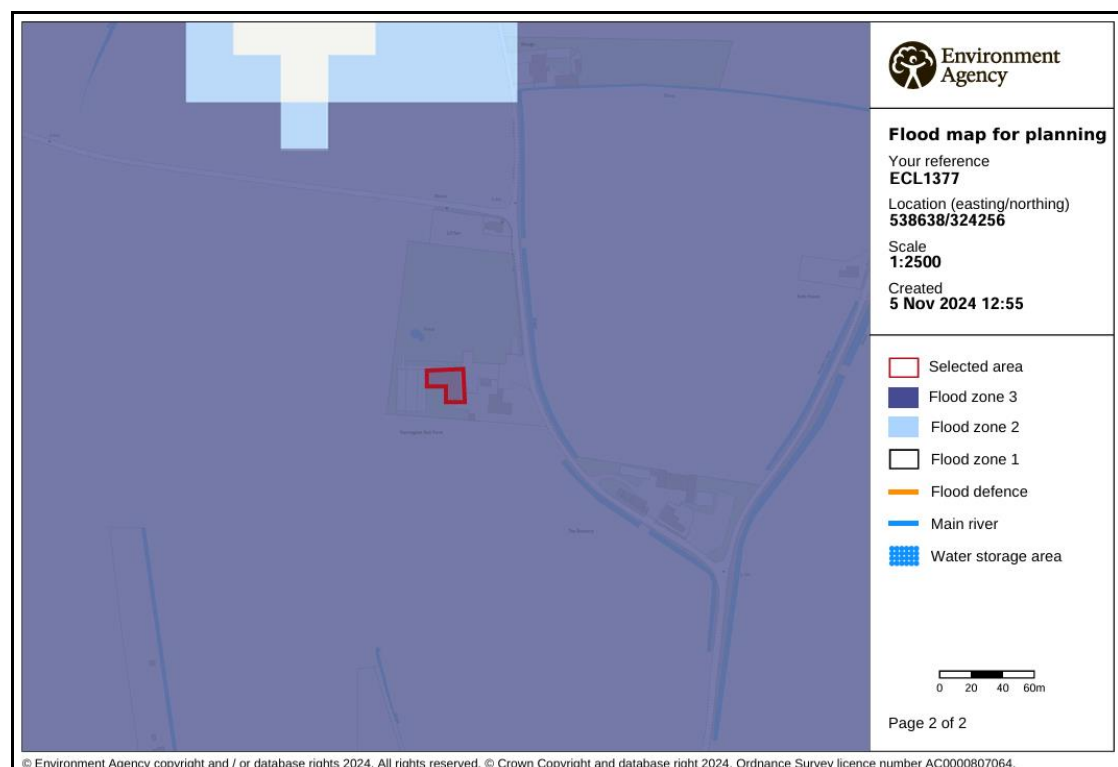 Environment
Agency
Flood map for planning
Your reference
ECL1377
Location (easting/northing)
538638/324256
Scale
1:2500
Created
5 Nov 2024 12:55
Selected area
Flood zone 3
Flood zone 2
Flood zone 1
Flood defence
Main river
Water storage area
0 20 40 60m
Page 2 of 2
© Environment Agency copyright and / or database rights 2024. All rights reserved. © Crown Copyright and database right 2024. Ordnance Survey licence number AC0000807064.